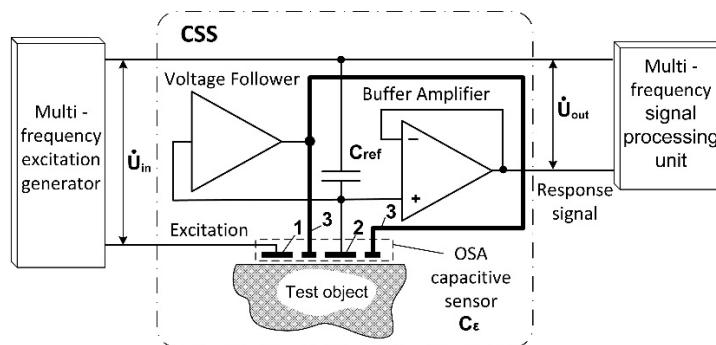 CSS
Voltage Follower
Buffer Amplifier
Multi -
frequency
excitation
generator
U̇in
Cref
−
+
U̇out
Multi -
frequency
signal
processing
unit
Response
signal
Excitation
1
3
2
3
OSA
capacitive
sensor
Cε
Test object